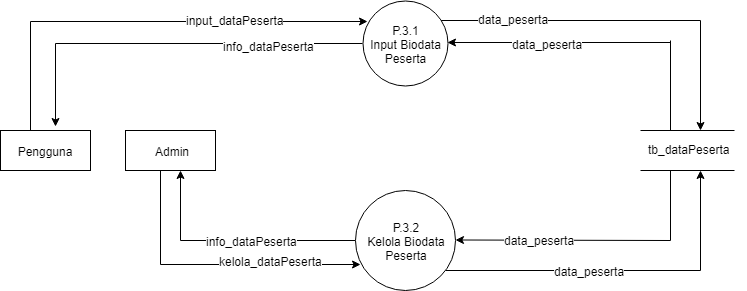 input_dataPeserta
data_peserta
info_dataPeserta
P.3.1
Input Biodata
Peserta
data_peserta
Pengguna
Admin
tb_dataPeserta
P.3.2
Kelola Biodata
Peserta
info_dataPeserta
data_peserta
kelola_dataPeserta
data_peserta